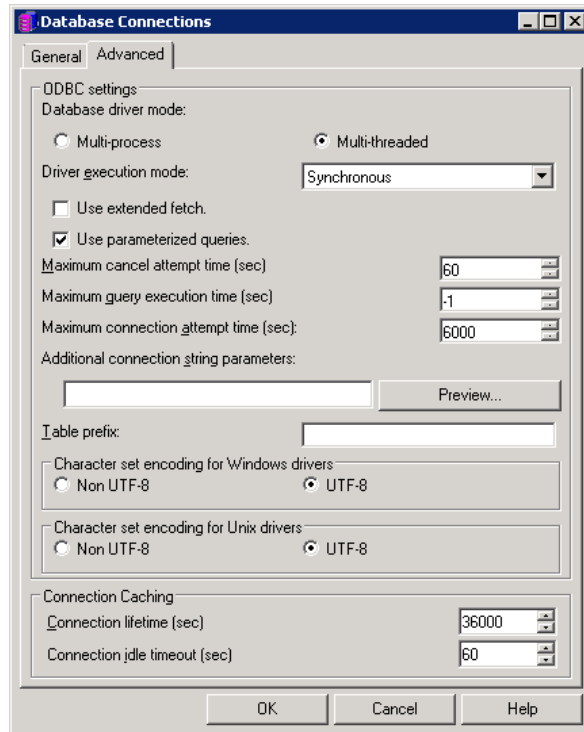 Database Connections
General Advanced
ODBC settings
Database driver mode:
Multi-process Multi-threaded
Driver execution mode: Synchronous
Use extended fetch.
Use parameterized queries.
Maximum cancel attempt time (sec) 60
Maximum query execution time (sec) -1
Maximum connection attempt time (sec): 6000
Additional connection string parameters:
Preview...
Table prefix:
Character set encoding for Windows drivers
Non UTF-8 UTF-8
Character set encoding for Unix drivers
Non UTF-8 UTF-8
Connection Caching
Connection lifetime (sec) 36000
Connection idle timeout (sec) 60
OK Cancel Help